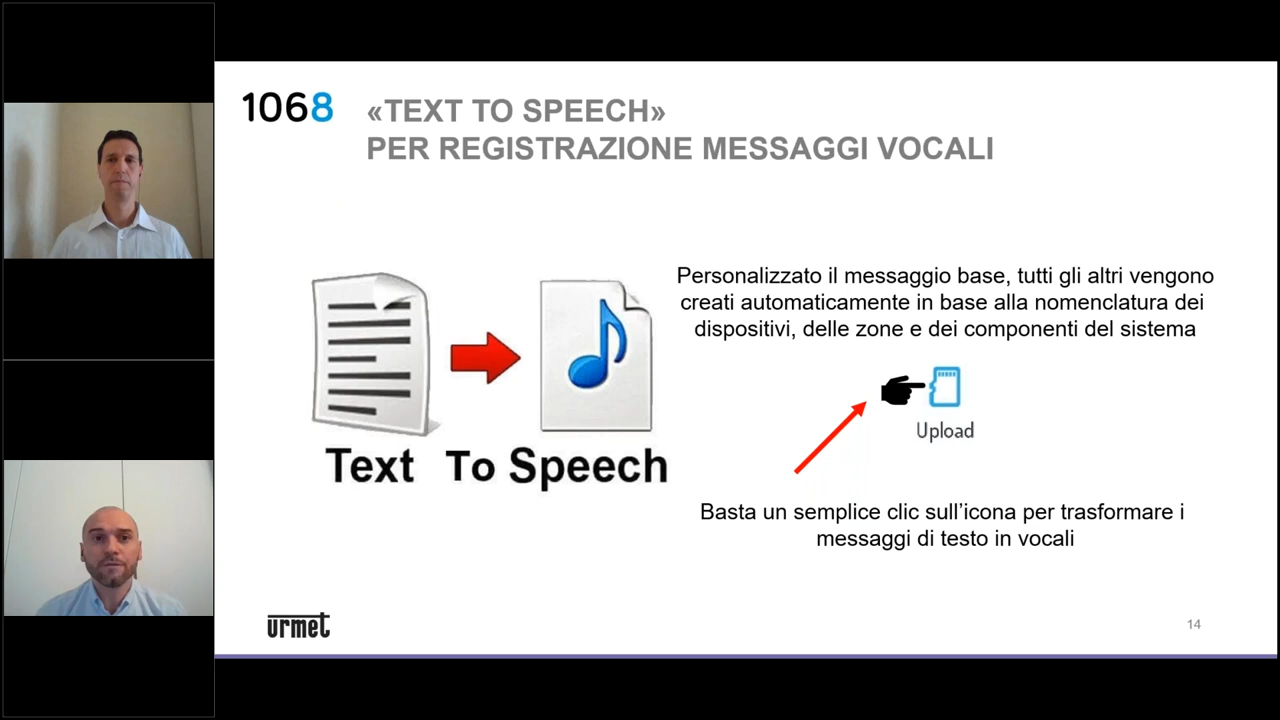 1068
«TEXT TO SPEECH»
PER REGISTRAZIONE MESSAGGI VOCALI
Text To Speech
Personalizzato il messaggio base, tutti gli altri vengono
creati automaticamente in base alla nomenclatura dei
dispositivi, delle zone e dei componenti del sistema
Upload
Basta un semplice clic sull'icona per trasformare i
messaggi di testo in vocali
urmet
14